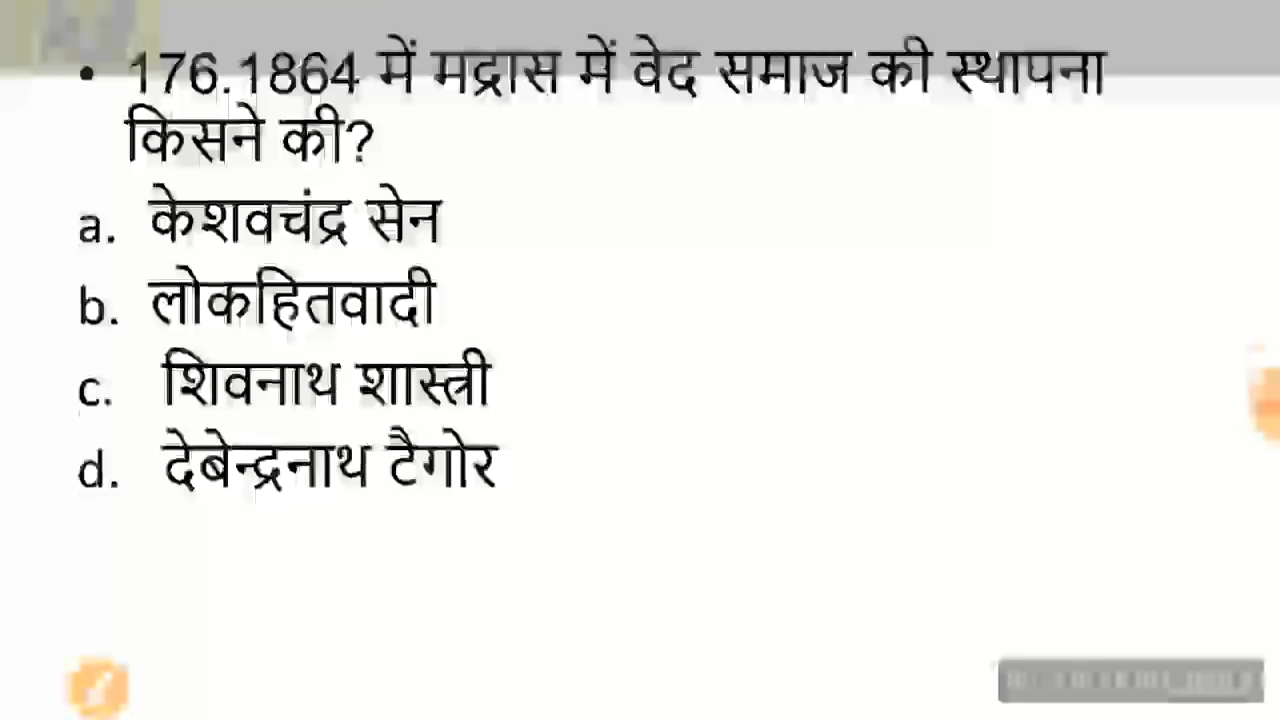 • 176.1864 में मद्रास में वेद समाज की स्थापना
किसने की?
a. केशवचंद्र सेन
b. लोकहितवादी
c. शिवनाथ शास्त्री
d. देबेन्द्रनाथ टैगोर